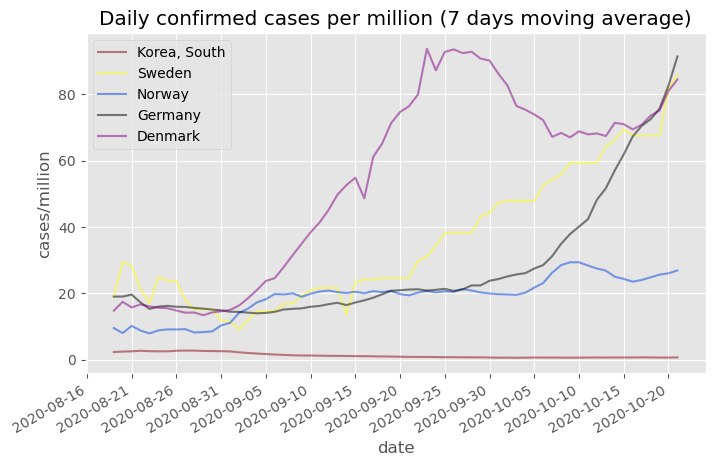 Daily confirmed cases per million (7 days moving average)
Korea, South
Sweden
Norway
Germany
Denmark
cases/million
80
60
40
20
0
2020-08-16
2020-08-21
2020-08-26
2020-08-31
2020-09-05
2020-09-10
2020-09-15
2020-09-20
2020-09-25
2020-09-30
2020-10-05
2020-10-10
2020-10-15
2020-10-20
date